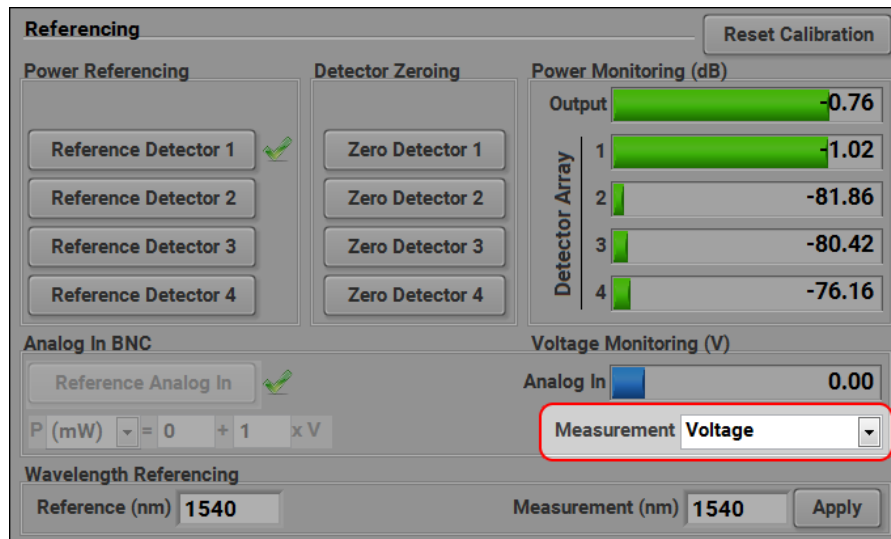 Referencing
Reset Calibration
Power Referencing
Reference Detector 1
Reference Detector 2
Reference Detector 3
Reference Detector 4
Detector Zeroing
Zero Detector 1
Zero Detector 2
Zero Detector 3
Zero Detector 4
Power Monitoring (dB)
Output -0.76
Detector Array
1 -1.02
2 -81.86
3 -80.42
4 -76.16
Analog In BNC
Reference Analog In
P (mW) = 0 + 1 x V
Voltage Monitoring (V)
Analog In 0.00
Measurement Voltage
Wavelength Referencing
Reference (nm) 1540
Measurement (nm) 1540 Apply